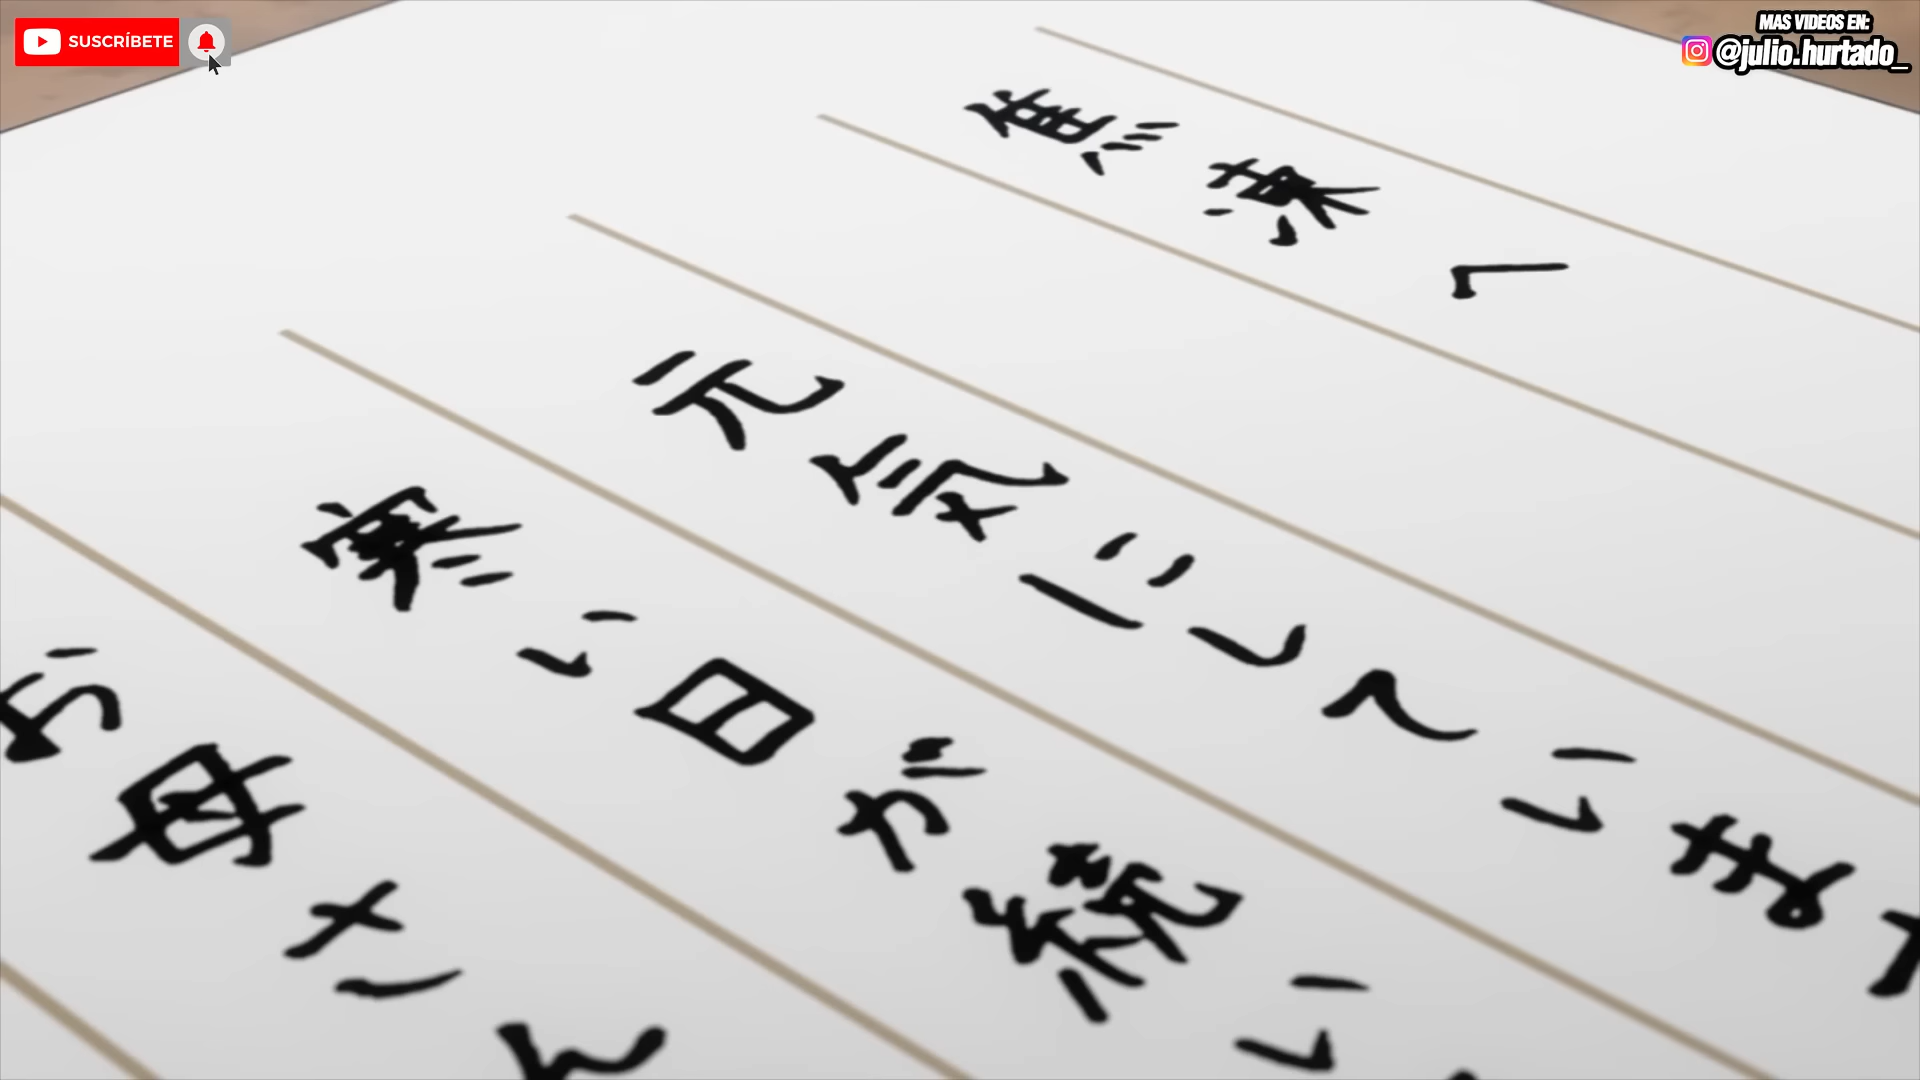 SUSCRÍBETE
MAS VIDEOS EN:
@julio.hurtado_
元気にしていま
寒い日が続い
お母さん